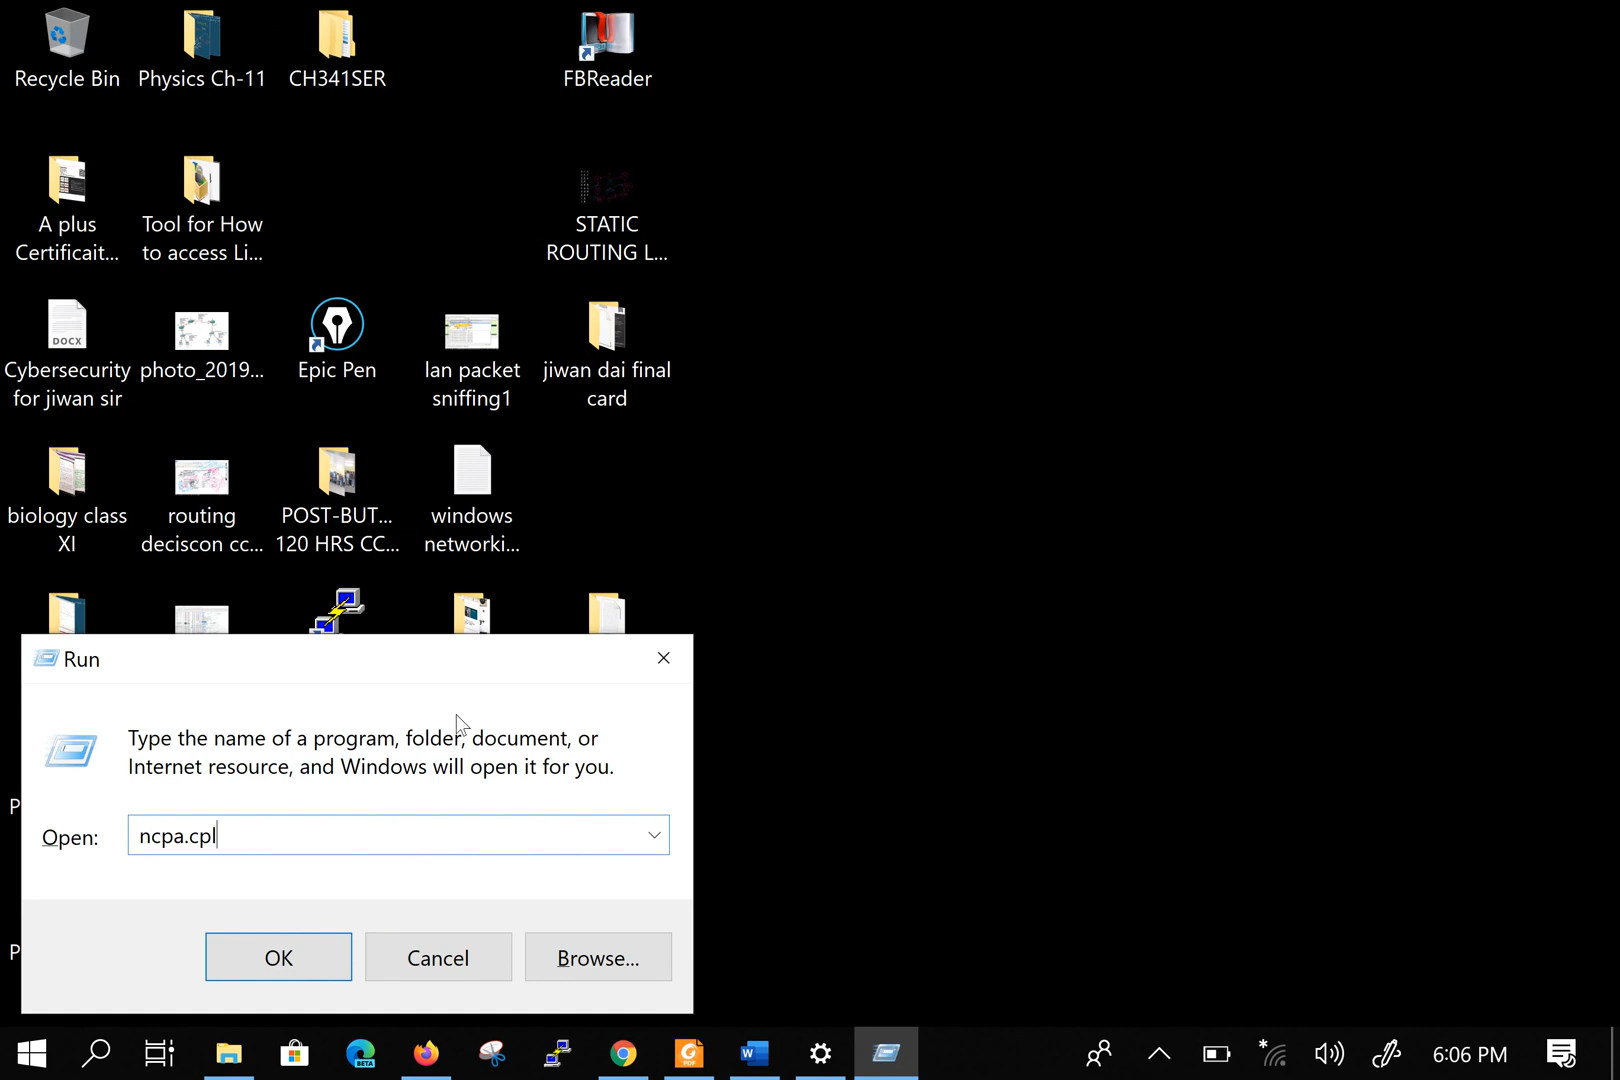 Recycle Bin
Physics Ch-11
CH341SER
FBReader
A plus
Certificait...
Tool for How
to access Li...
STATIC
ROUTING L...
DOCX
Cybersecurity
for jiwan sir
photo_2019...
Epic Pen
lan packet
sniffing1
jiwan dai final
card
biology class
XI
routing
deciscon cc...
POST-BUT...
120 HRS CC...
windows
networki...
Run
Type the name of a program, folder, document, or
Internet resource, and Windows will open it for you.
P
Open:
ncpa.cpl
P
OK
Cancel
Browse...
BETA
PDF
W
6:06 PM